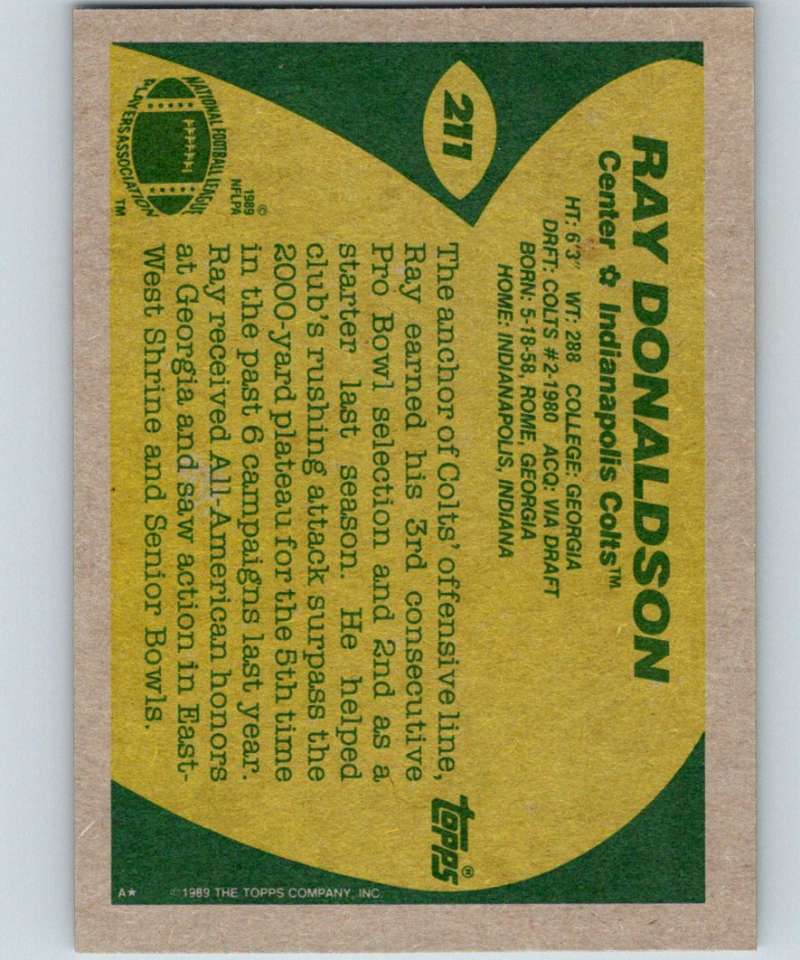 211
RAY DONALDSON
Center ✩ Indianapolis Colts™
HT: 6'3" WT: 288 COLLEGE: GEORGIA
DRFT: COLTS #2-1980 ACQ: VIA DRAFT
BORN: 5-18-58, ROME, GEORGIA
HOME: INDIANAPOLIS, INDIANA
The anchor of Colts' offensive line,
Ray earned his 3rd consecutive
Pro Bowl selection and 2nd as a
starter last season. He helped
club's rushing attack surpass the
2000-yard plateau for the 5th time
in the past 6 campaigns last year.
Ray received All-American honors
at Georgia and saw action in East-
West Shrine and Senior Bowls.
NATIONAL FOOTBALL LEAGUE
PLAYERS ASSOCIATION
™
©
1989
NFLPA
topps®
A★ ©1989 THE TOPPS COMPANY, INC.